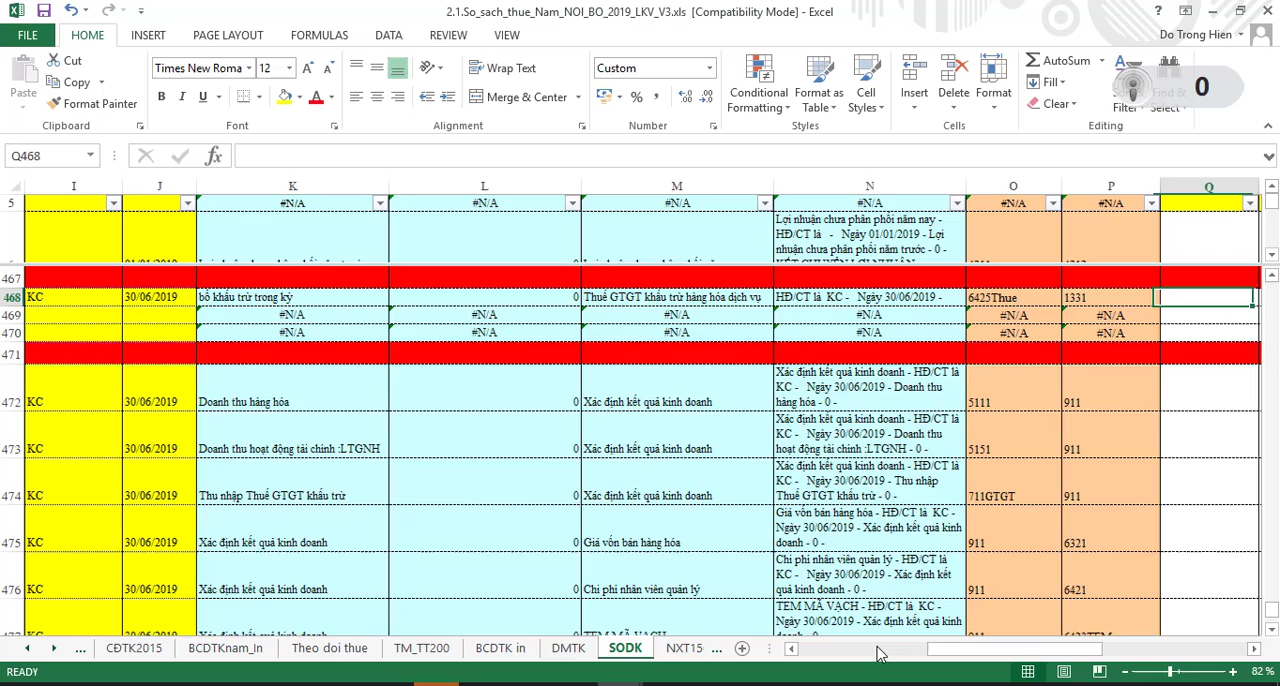 2.1.So_sach_thue_Nam_NOI_BO_2019_LKV_V3.xls [Compatibility Mode] - Excel
FILE HOME INSERT PAGE LAYOUT FORMULAS DATA REVIEW VIEW Do Trong Hien
Paste Cut Copy Format Painter Clipboard
Times New Roma 12 B I U A Font
Wrap Text Merge & Center Alignment
Custom % , Number
Conditional Formatting Format as Table Cell Styles Styles
Insert Delete Format Cells
AutoSum Fill Clear Filter Select Editing
0
Q468 fx
I J K L M N O P Q
5 #N/A #N/A #N/A #N/A #N/A #N/A
Lợi nhuận chưa phân phối năm nay -
HĐ/CT là - Ngày 01/01/2019 - Lợi
nhuận chưa phân phối năm trước - 0 -
467
468 KC 30/06/2019 bổ khấu trừ trong kỳ 0 Thuế GTGT khấu trừ hàng hóa dịch vụ HĐ/CT là KC - Ngày 30/06/2019 - 6425Thue 1331
469 #N/A #N/A #N/A #N/A #N/A #N/A
470 #N/A #N/A #N/A #N/A #N/A #N/A
471
Xác định kết quả kinh doanh - HĐ/CT là
KC - Ngày 30/06/2019 - Doanh thu
472 KC 30/06/2019 Doanh thu hàng hóa 0 Xác định kết quả kinh doanh hàng hóa - 0 - 5111 911
Xác định kết quả kinh doanh - HĐ/CT là
KC - Ngày 30/06/2019 - Doanh thu
473 KC 30/06/2019 Doanh thu hoạt động tài chính :LTGNH 0 Xác định kết quả kinh doanh hoạt động tài chính :LTGNH - 0 - 5151 911
Xác định kết quả kinh doanh - HĐ/CT là
KC - Ngày 30/06/2019 - Thu nhập
474 KC 30/06/2019 Thu nhập Thuế GTGT khấu trừ 0 Xác định kết quả kinh doanh Thuế GTGT khấu trừ - 0 - 711GTGT 911
Giá vốn bán hàng hóa - HĐ/CT là KC -
Ngày 30/06/2019 - Xác định kết quả kinh
475 KC 30/06/2019 Xác định kết quả kinh doanh 0 Giá vốn bán hàng hóa doanh - 0 - 911 6321
Chi phí nhân viên quản lý - HĐ/CT là
KC - Ngày 30/06/2019 - Xác định kết
476 KC 30/06/2019 Xác định kết quả kinh doanh 0 Chi phí nhân viên quản lý quả kinh doanh - 0 - 911 6421
TEM MÃ VẠCH - HĐ/CT là KC -
Ngày 30/06/2019 - Xác định kết quả kinh
... CĐTK2015 BCDTKnam_In Theo doi thue TM_TT200 BCDTK in DMTK SODK NXT15 ...
READY 82 %